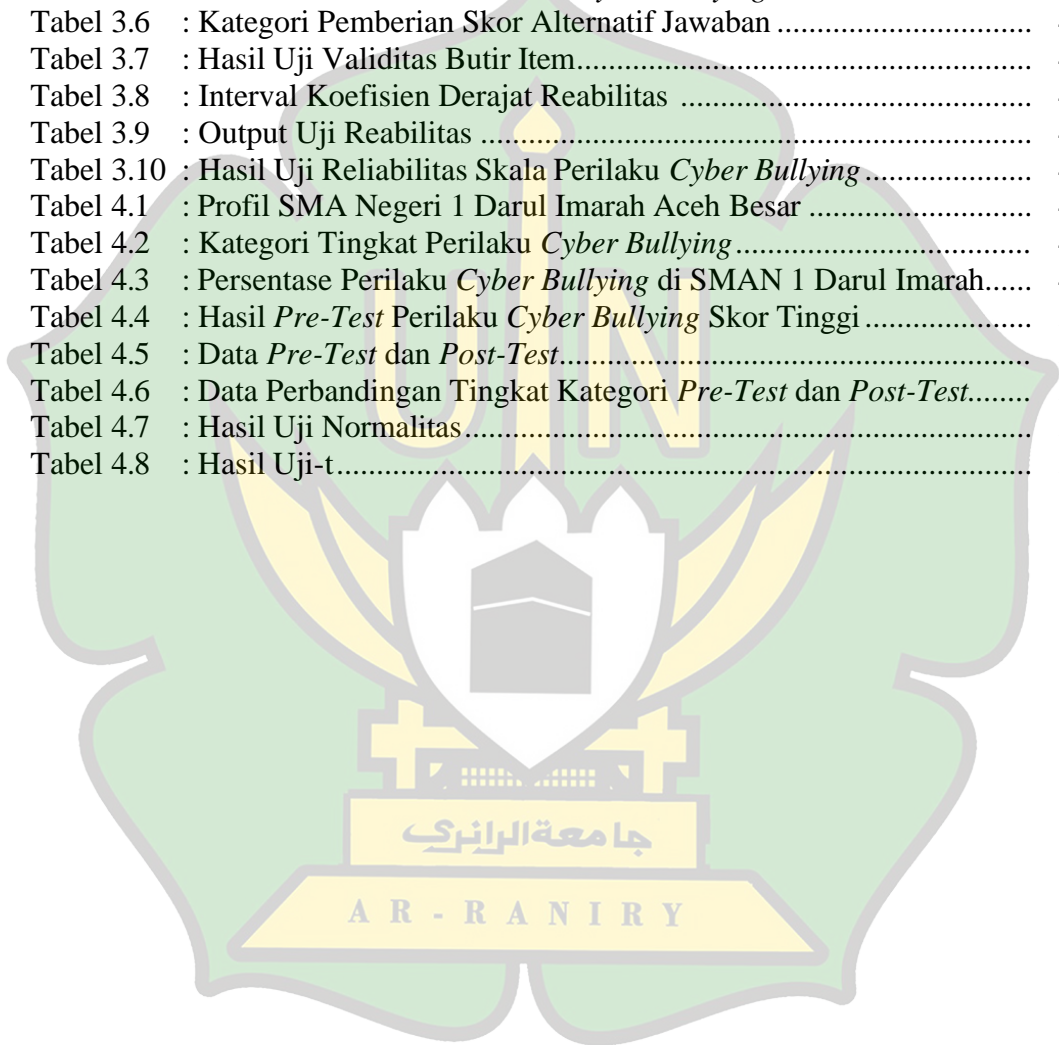 Tabel 3.6 : Kategori Pemberian Skor Alternatif Jawaban ................................
Tabel 3.7 : Hasil Uji Validitas Butir Item.........................................................
Tabel 3.8 : Interval Koefisien Derajat Reabilitas ............................................
Tabel 3.9 : Output Uji Reabilitas .....................................................................
Tabel 3.10 : Hasil Uji Reliabilitas Skala Perilaku Cyber Bullying .....................
Tabel 4.1 : Profil SMA Negeri 1 Darul Imarah Aceh Besar ............................
Tabel 4.2 : Kategori Tingkat Perilaku Cyber Bullying .....................................
Tabel 4.3 : Persentase Perilaku Cyber Bullying di SMAN 1 Darul Imarah......
Tabel 4.4 : Hasil Pre-Test Perilaku Cyber Bullying Skor Tinggi .....................
Tabel 4.5 : Data Pre-Test dan Post-Test...........................................................
Tabel 4.6 : Data Perbandingan Tingkat Kategori Pre-Test dan Post-Test........
Tabel 4.7 : Hasil Uji Normalitas.......................................................................
Tabel 4.8 : Hasil Uji-t.......................................................................................
UIN
جامعةالرانري
AR-RANIRY